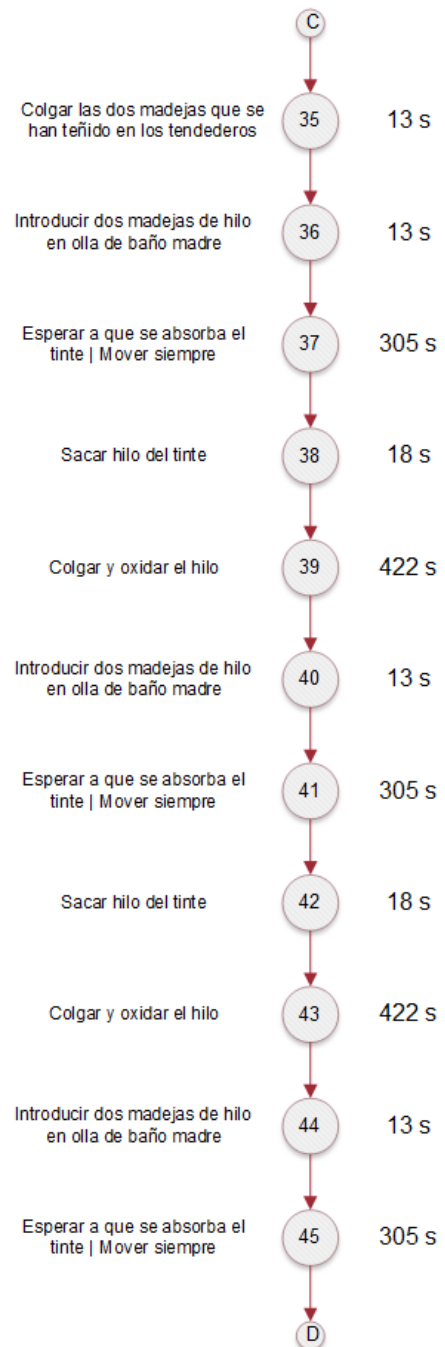 C
Colgar las dos madejas que se
han teñido en los tendederos
35
13 s
Introducir dos madejas de hilo
en olla de baño madre
36
13 s
Esperar a que se absorba el
tinte | Mover siempre
37
305 s
Sacar hilo del tinte
38
18 s
Colgar y oxidar el hilo
39
422 s
Introducir dos madejas de hilo
en olla de baño madre
40
13 s
Esperar a que se absorba el
tinte | Mover siempre
41
305 s
Sacar hilo del tinte
42
18 s
Colgar y oxidar el hilo
43
422 s
Introducir dos madejas de hilo
en olla de baño madre
44
13 s
Esperar a que se absorba el
tinte | Mover siempre
45
305 s
D